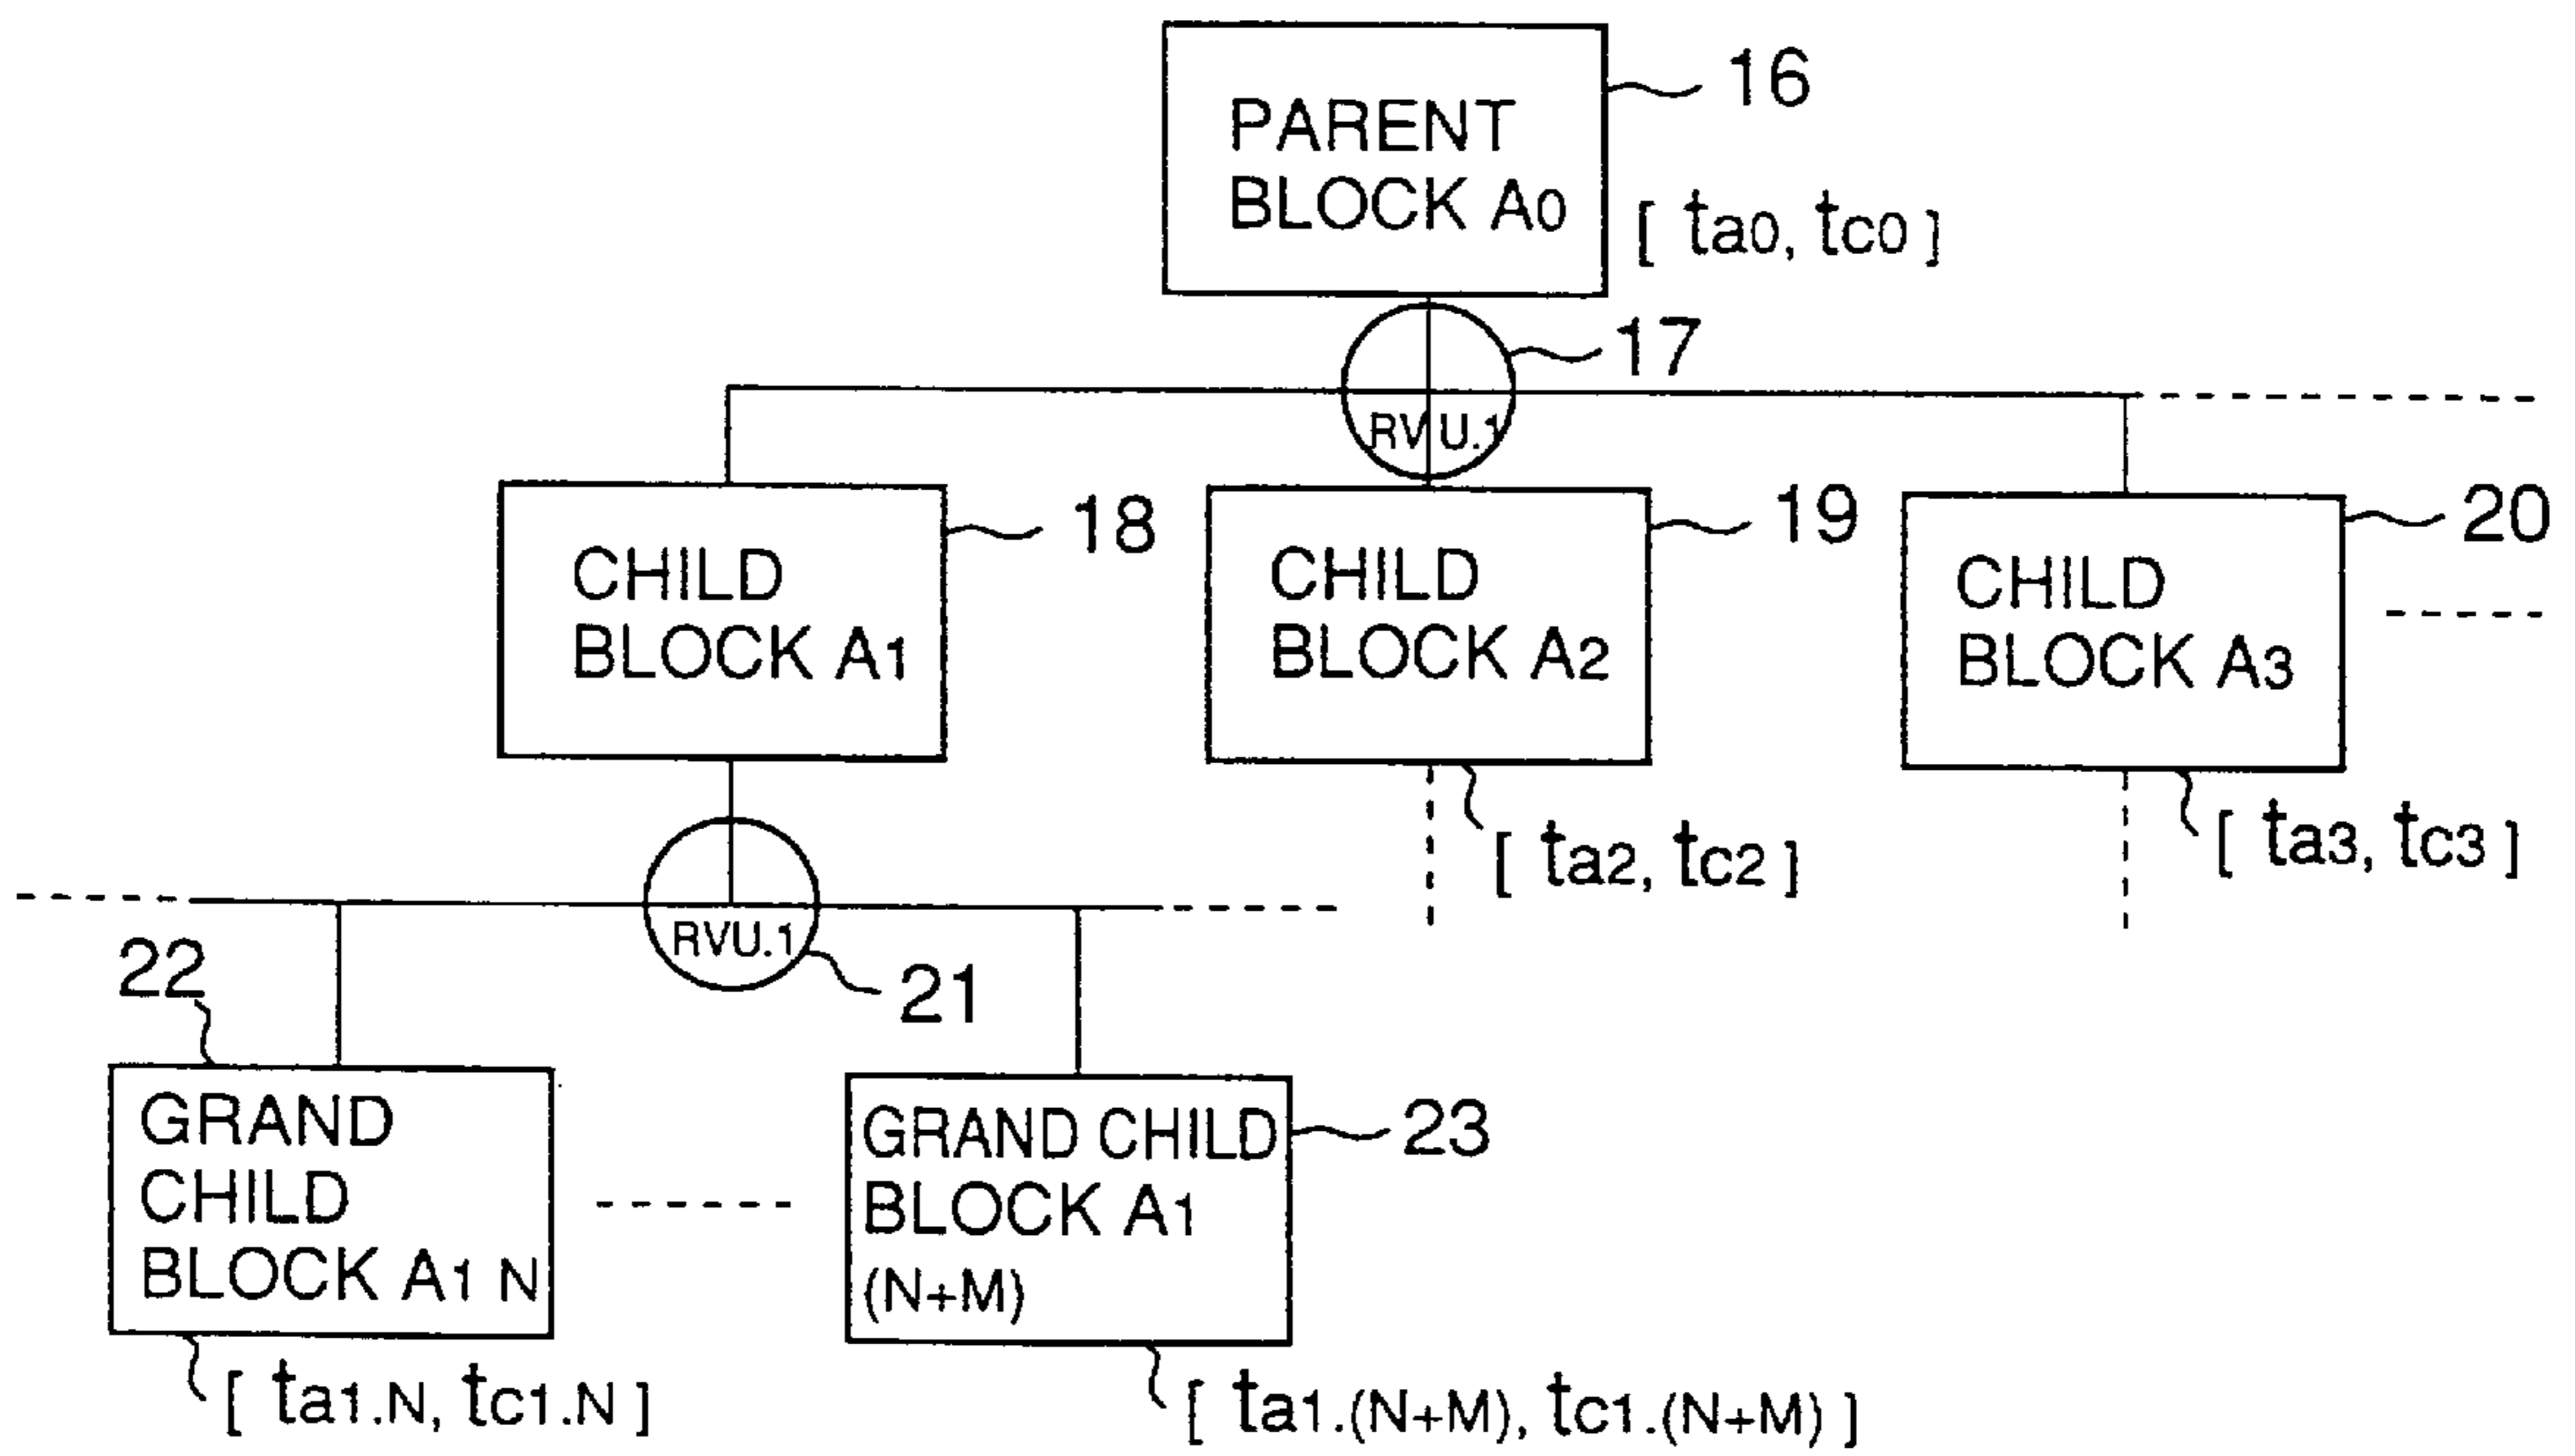 PARENT
BLOCK A0
16
[ ta0, tc0 ]
17
RVU.1
CHILD
BLOCK A1
18
CHILD
BLOCK A2
19
CHILD
BLOCK A3
20
[ ta2, tc2 ]
[ ta3, tc3 ]
RVU.1
21
22
GRAND
CHILD
BLOCK A1 N
GRAND CHILD
BLOCK A1
(N+M)
23
[ ta1.N, tc1.N ]
[ ta1.(N+M), tc1.(N+M) ]